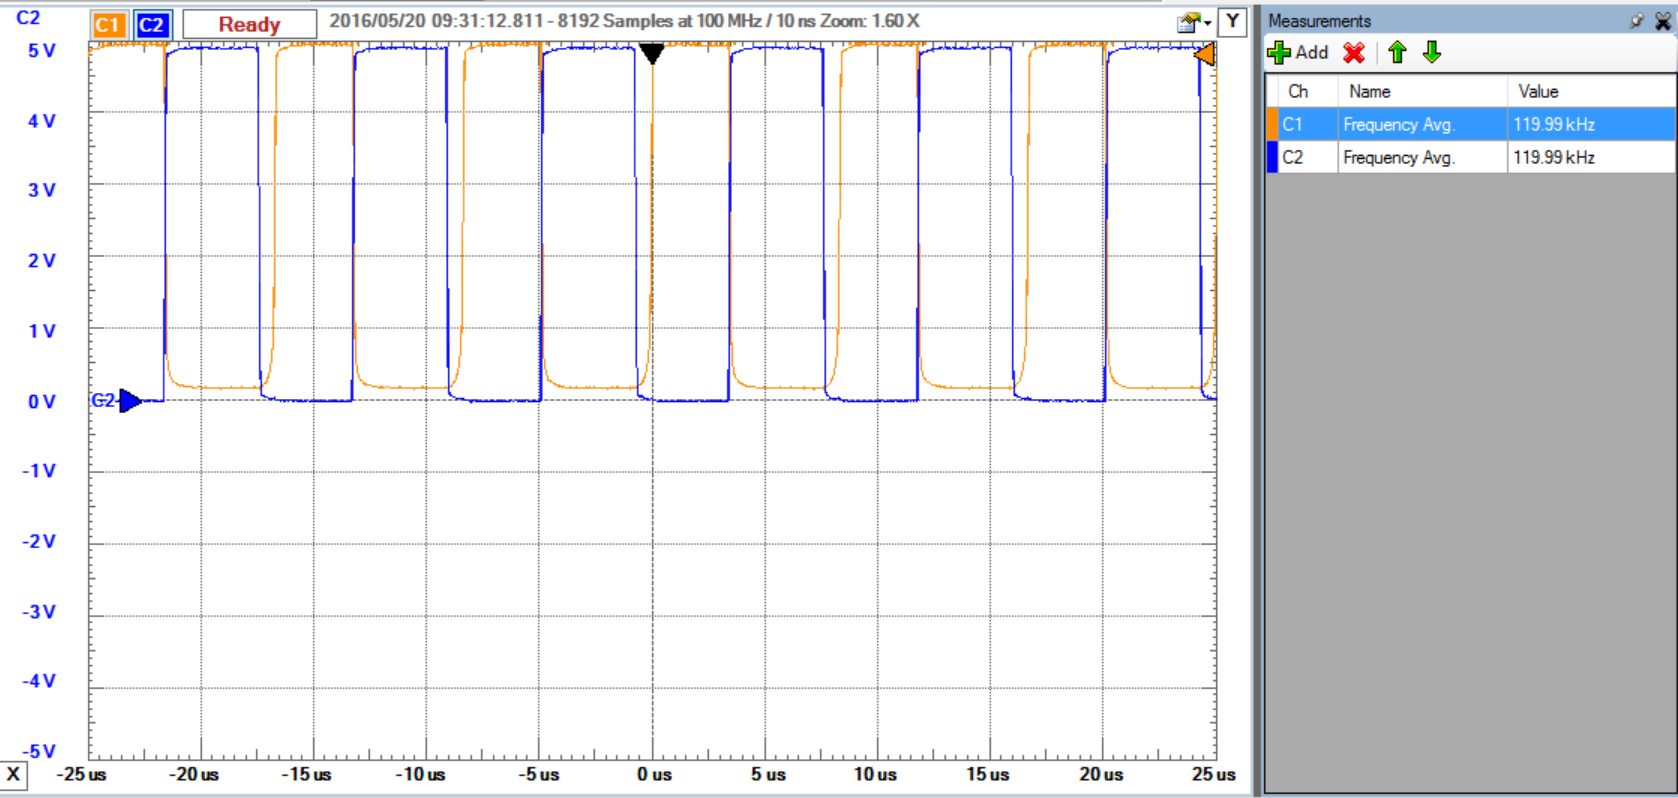 C2
C1 C2 Ready 2016/05/20 09:31:12.811 - 8192 Samples at 100 MHz / 10 ns Zoom: 1.60 X Y
5 V
4 V
3 V
2 V
1 V
0 V
C2
-1 V
-2 V
-3 V
-4 V
-5 V
X -25 us -20 us -15 us -10 us -5 us 0 us 5 us 10 us 15 us 20 us 25 us
Measurements
Add
Ch Name Value
C1 Frequency Avg. 119.99 kHz
C2 Frequency Avg. 119.99 kHz